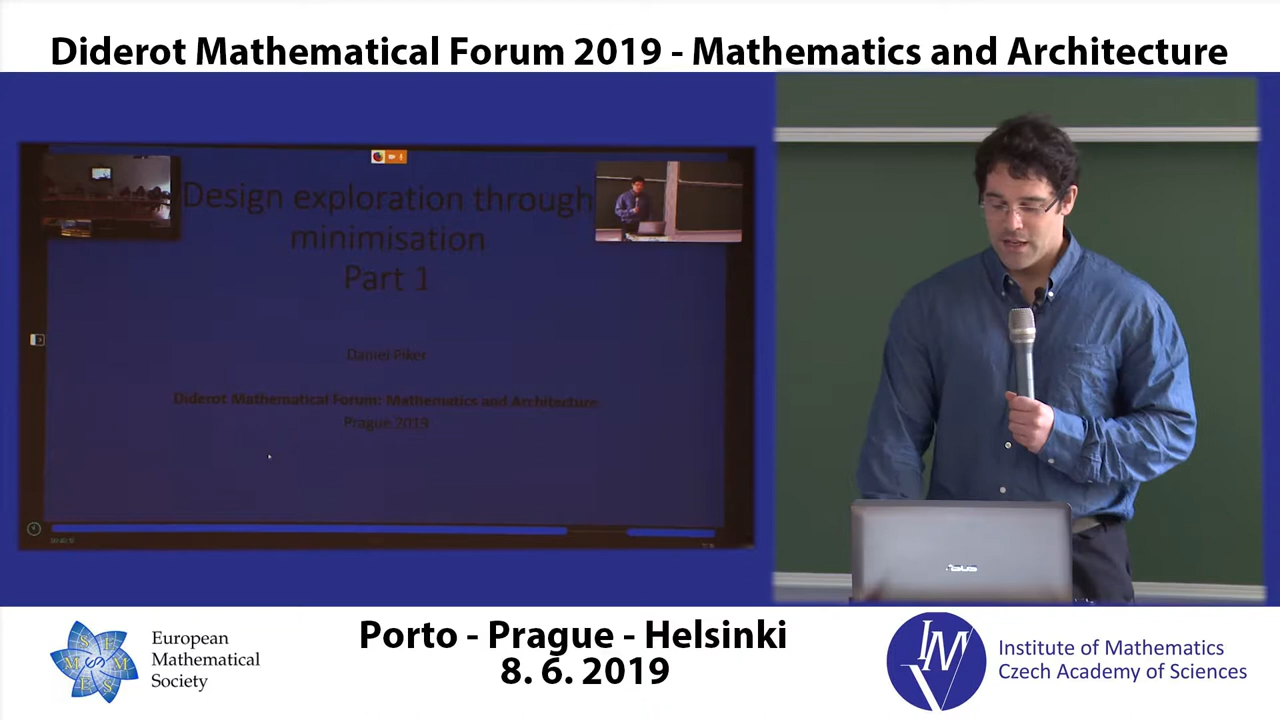 Diderot Mathematical Forum 2019 - Mathematics and Architecture
Design exploration through
minimisation
Part 1
Daniel Piker
Diderot Mathematical Forum: Mathematics and Architecture
Prague 2019
ASUS
European
Mathematical
Society
Porto - Prague - Helsinki
8. 6. 2019
IM
Institute of Mathematics
Czech Academy of Sciences